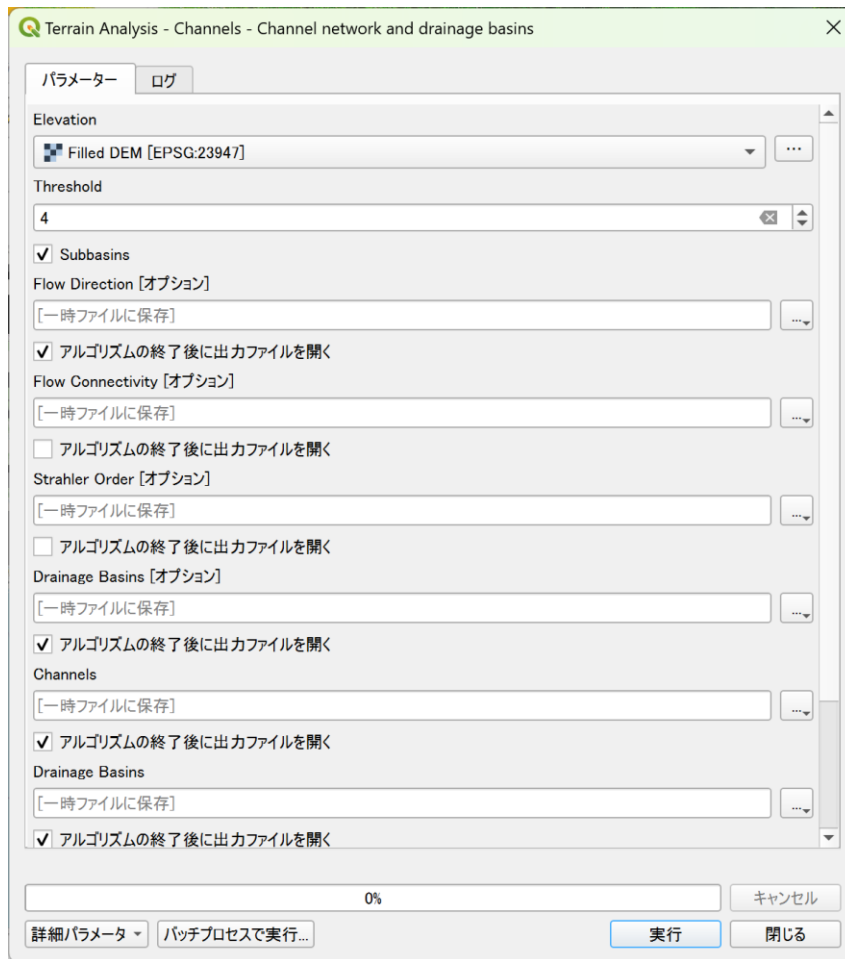 Terrain Analysis - Channels - Channel network and drainage basins
パラメーター ログ
Elevation
Filled DEM [EPSG:23947]
…
Threshold
4
Subbasins
Flow Direction [オプション]
[一時ファイルに保存]
…
アルゴリズムの終了後に出力ファイルを開く
Flow Connectivity [オプション]
[一時ファイルに保存]
…
アルゴリズムの終了後に出力ファイルを開く
Strahler Order [オプション]
[一時ファイルに保存]
…
アルゴリズムの終了後に出力ファイルを開く
Drainage Basins [オプション]
[一時ファイルに保存]
…
アルゴリズムの終了後に出力ファイルを開く
Channels
[一時ファイルに保存]
…
アルゴリズムの終了後に出力ファイルを開く
Drainage Basins
[一時ファイルに保存]
…
アルゴリズムの終了後に出力ファイルを開く
0% キャンセル
詳細パラメータ バッチプロセスで実行... 実行 閉じる